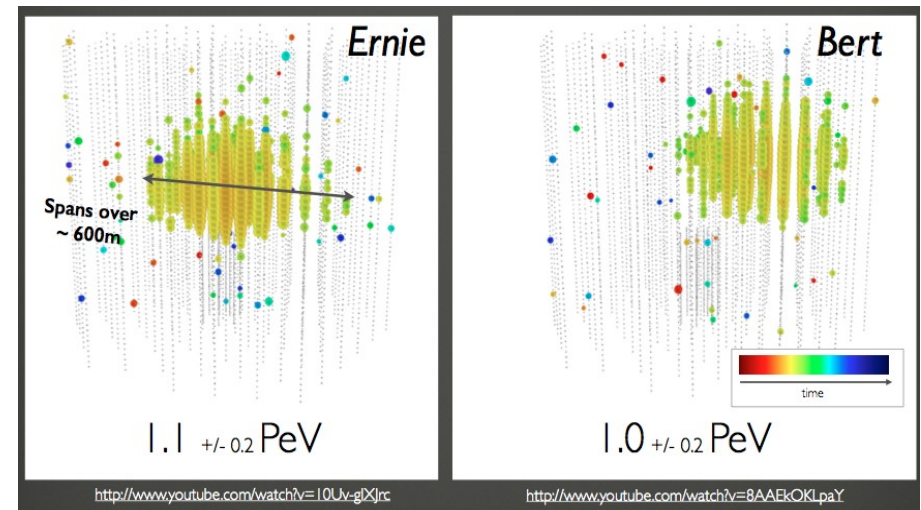 Ernie
Spans over
~ 600m
1.1 +/- 0.2 PeV
http://www.youtube.com/watch?v=10Uv-glXJrc
Bert
time
1.0 +/- 0.2 PeV
http://www.youtube.com/watch?v=8AAEkOKLpaY